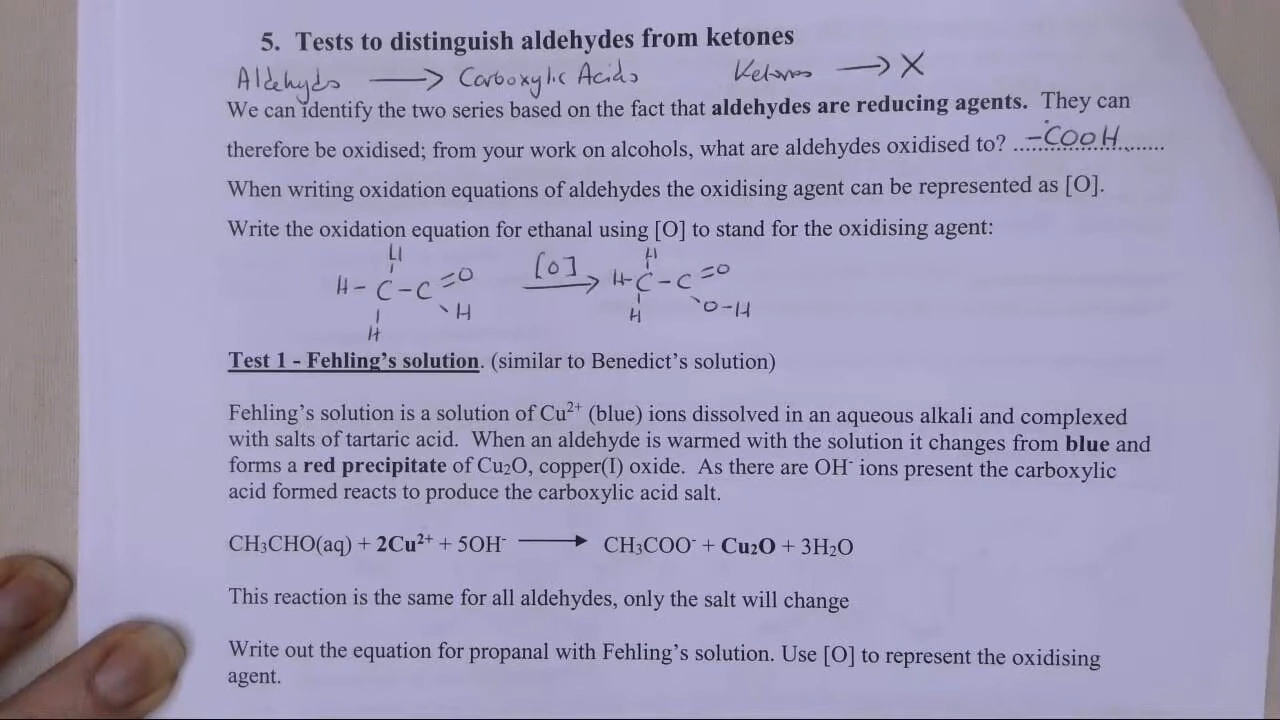 5. Tests to distinguish aldehydes from ketones
Aldehyds → Carboxylic Acids Ketones → X
We can identify the two series based on the fact that aldehydes are reducing agents. They can
therefore be oxidised; from your work on alcohols, what are aldehydes oxidised to? ....-COOH.......
When writing oxidation equations of aldehydes the oxidising agent can be represented as [O].
Write the oxidation equation for ethanal using [O] to stand for the oxidising agent:
H [O] H
H-C-C=O → H-C-C=O
H H H O-H
Test 1 - Fehling's solution. (similar to Benedict's solution)
Fehling's solution is a solution of Cu²⁺ (blue) ions dissolved in an aqueous alkali and complexed
with salts of tartaric acid. When an aldehyde is warmed with the solution it changes from blue and
forms a red precipitate of Cu₂O, copper(I) oxide. As there are OH⁻ ions present the carboxylic
acid formed reacts to produce the carboxylic acid salt.
CH₃CHO(aq) + 2Cu²⁺ + 5OH⁻ → CH₃COO⁻ + Cu₂O + 3H₂O
This reaction is the same for all aldehydes, only the salt will change
Write out the equation for propanal with Fehling's solution. Use [O] to represent the oxidising
agent.